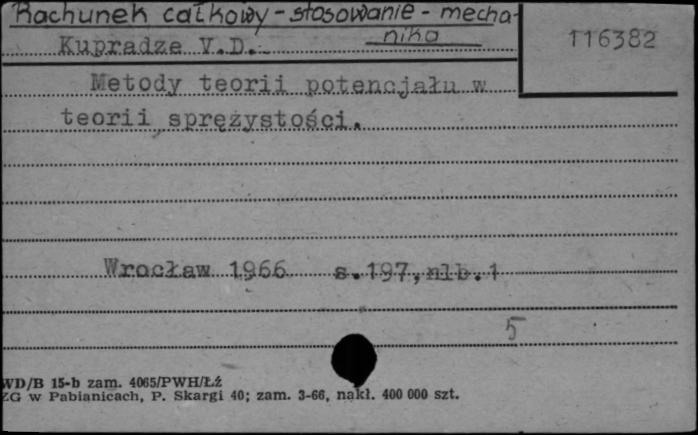 Rachunek całkowy - stosowanie - mecha-
nika
116382
Kupradze V.D.
Metody teorii potencjału w
teorii sprężystości.
Wrocław 1966 s.197,nlb.1
5
WD/B 15-b zam. 4065/PWH/Łź
ZG w Pabianicach, P. Skargi 40; zam. 3-66, nakł. 400 000 szt.